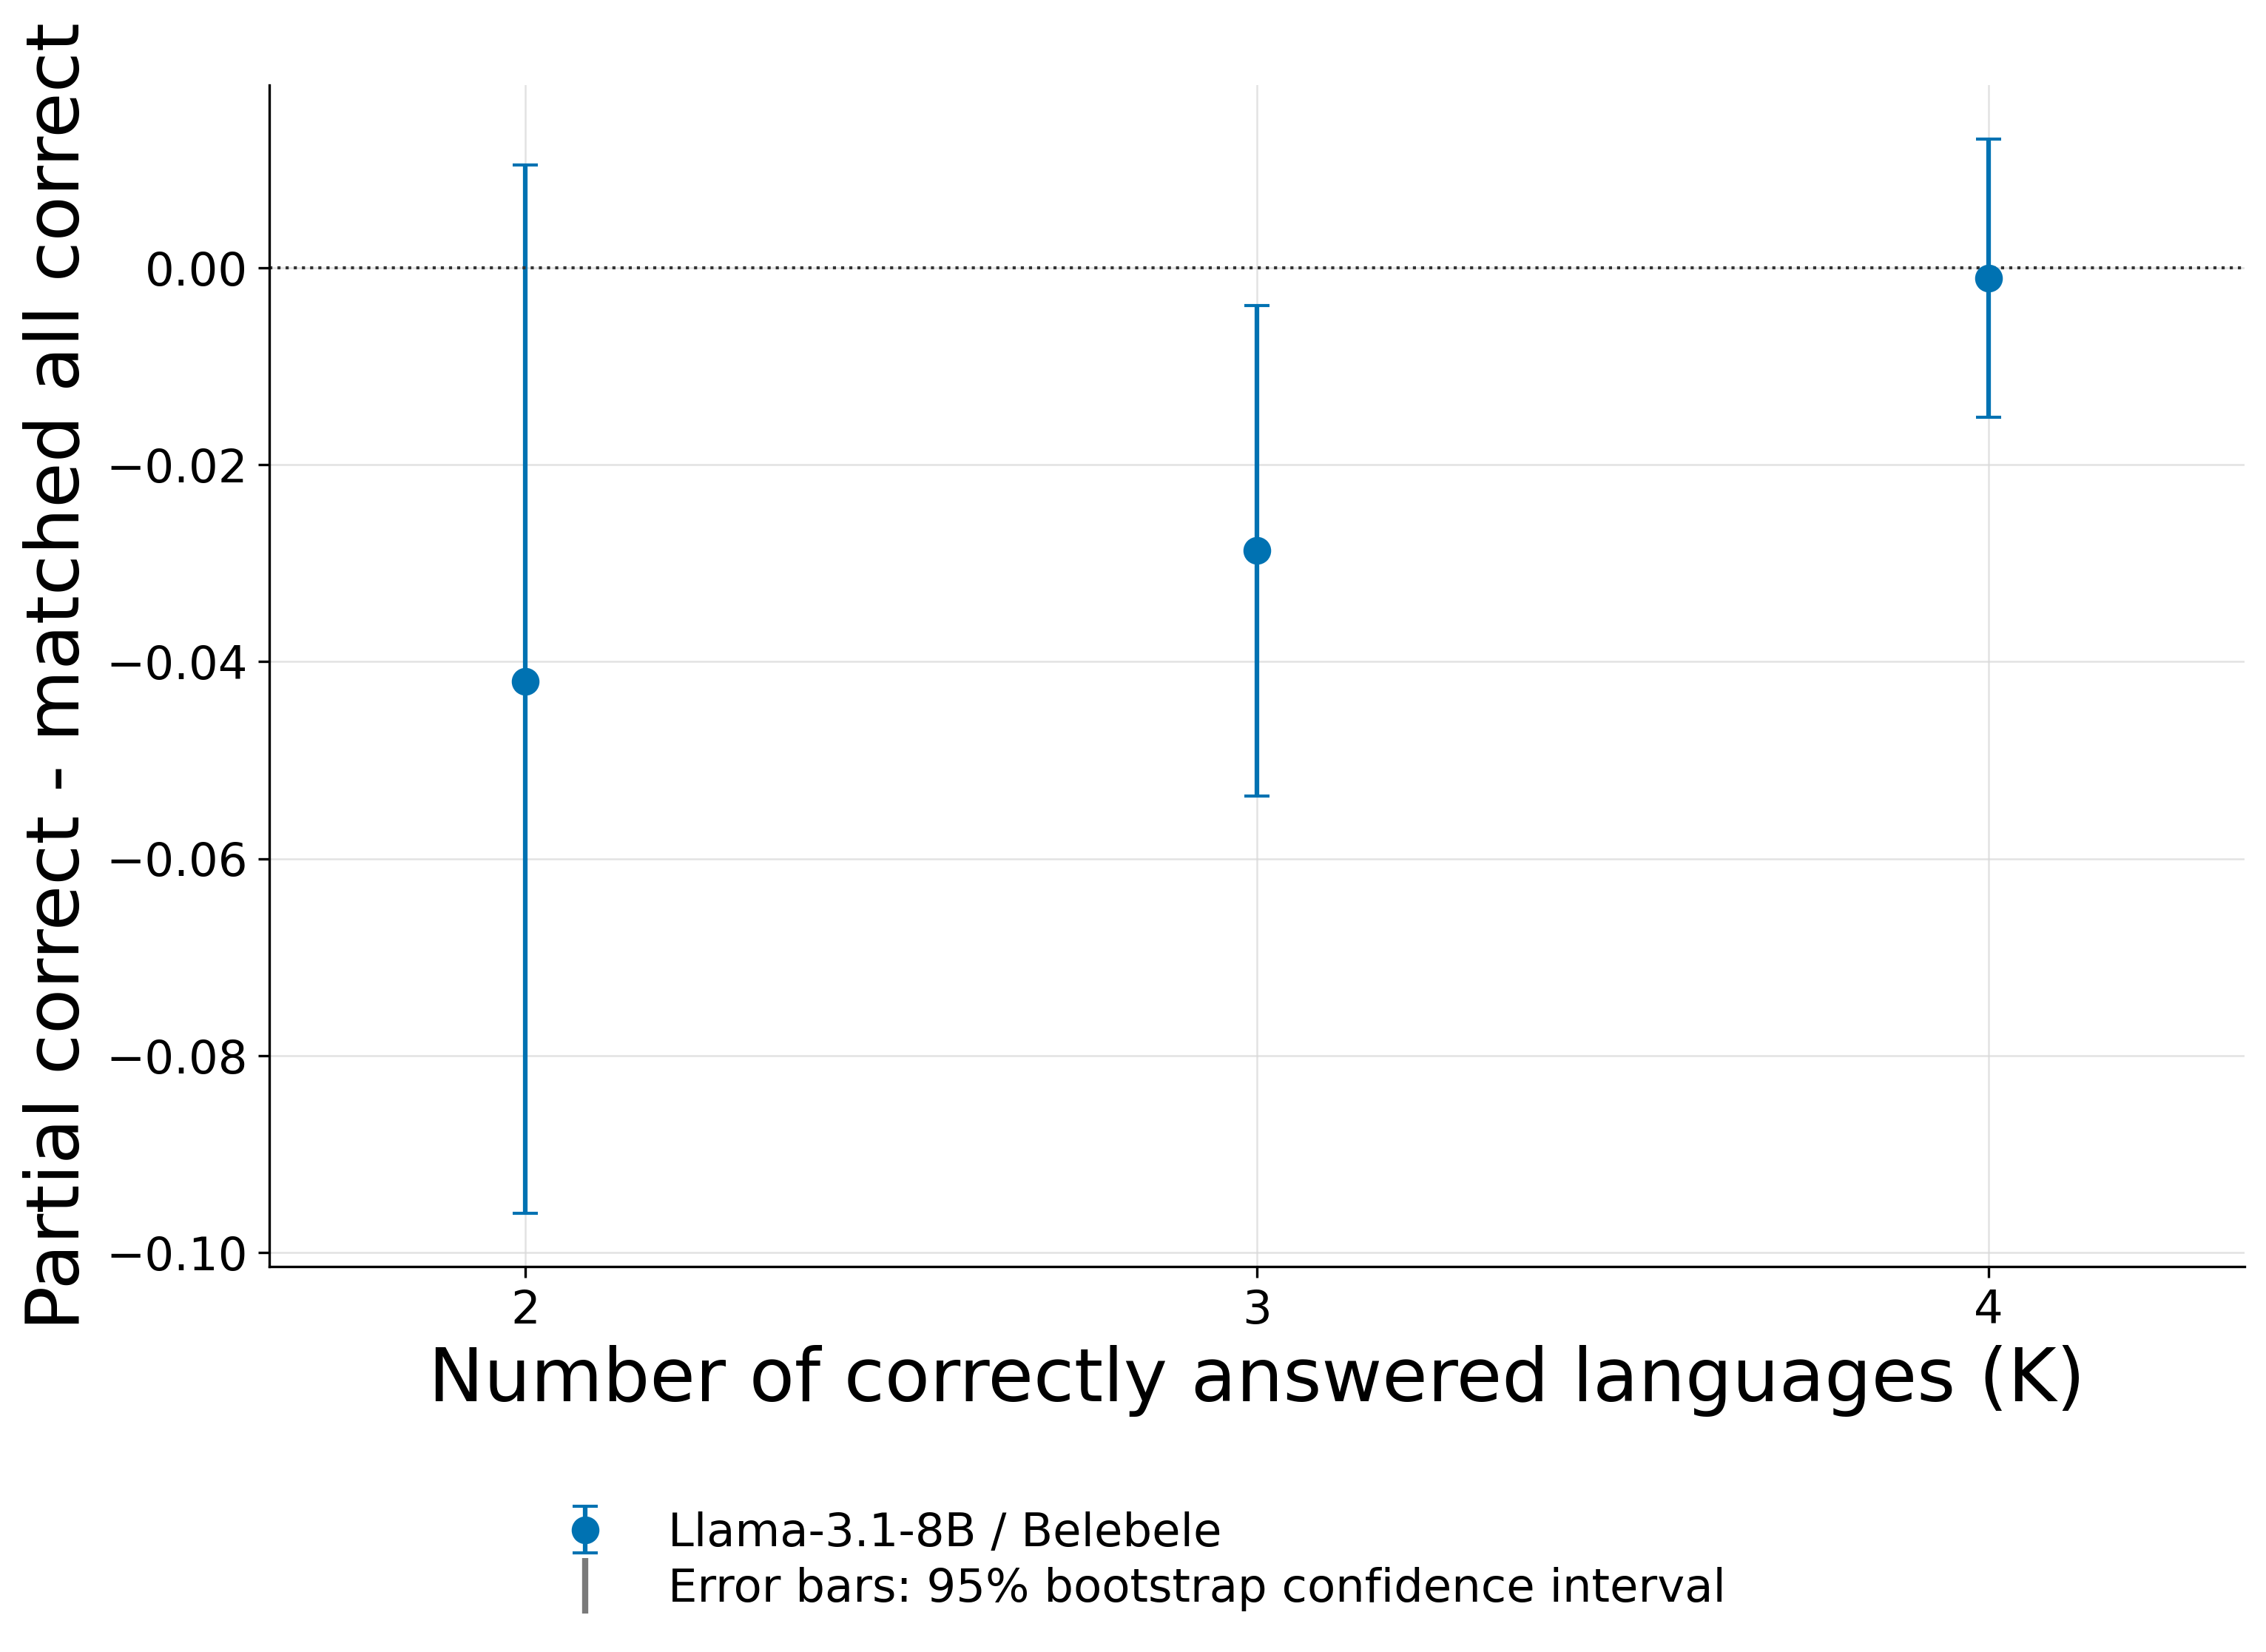 Partial correct - matched all correct
0.00
−0.02
−0.04
−0.06
−0.08
−0.10
2
3
4
Number of correctly answered languages (K)
Llama-3.1-8B / Belebele
Error bars: 95% bootstrap confidence interval